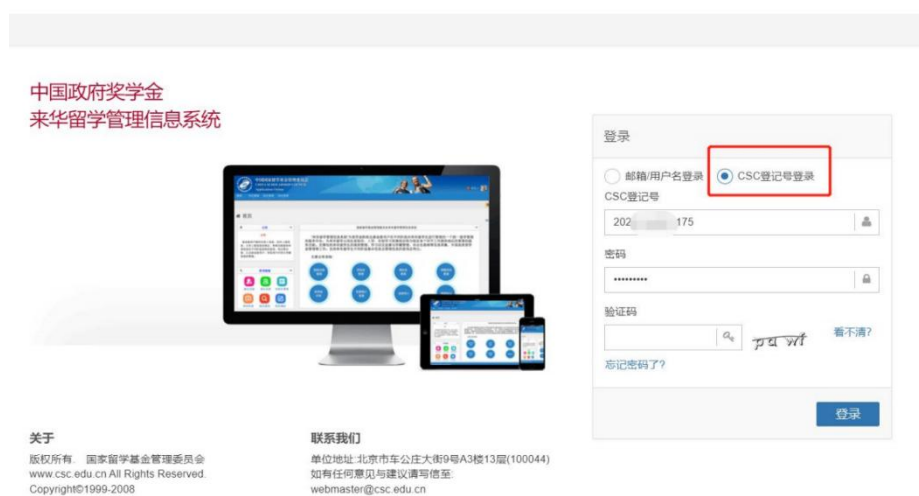 中国政府奖学金
来华留学管理信息系统
登录
邮箱/用户名登录
CSC登记号登录
CSC登记号
202 175
密码
•••••••••
验证码
看不清?
忘记密码了?
登录
关于
版权所有. 国家留学基金管理委员会
www.csc.edu.cn All Rights Reserved.
Copyright©1999-2008
联系我们
单位地址:北京市车公庄大街9号A3楼13层(100044)
如有任何意见与建议请写信至:
webmaster@csc.edu.cn